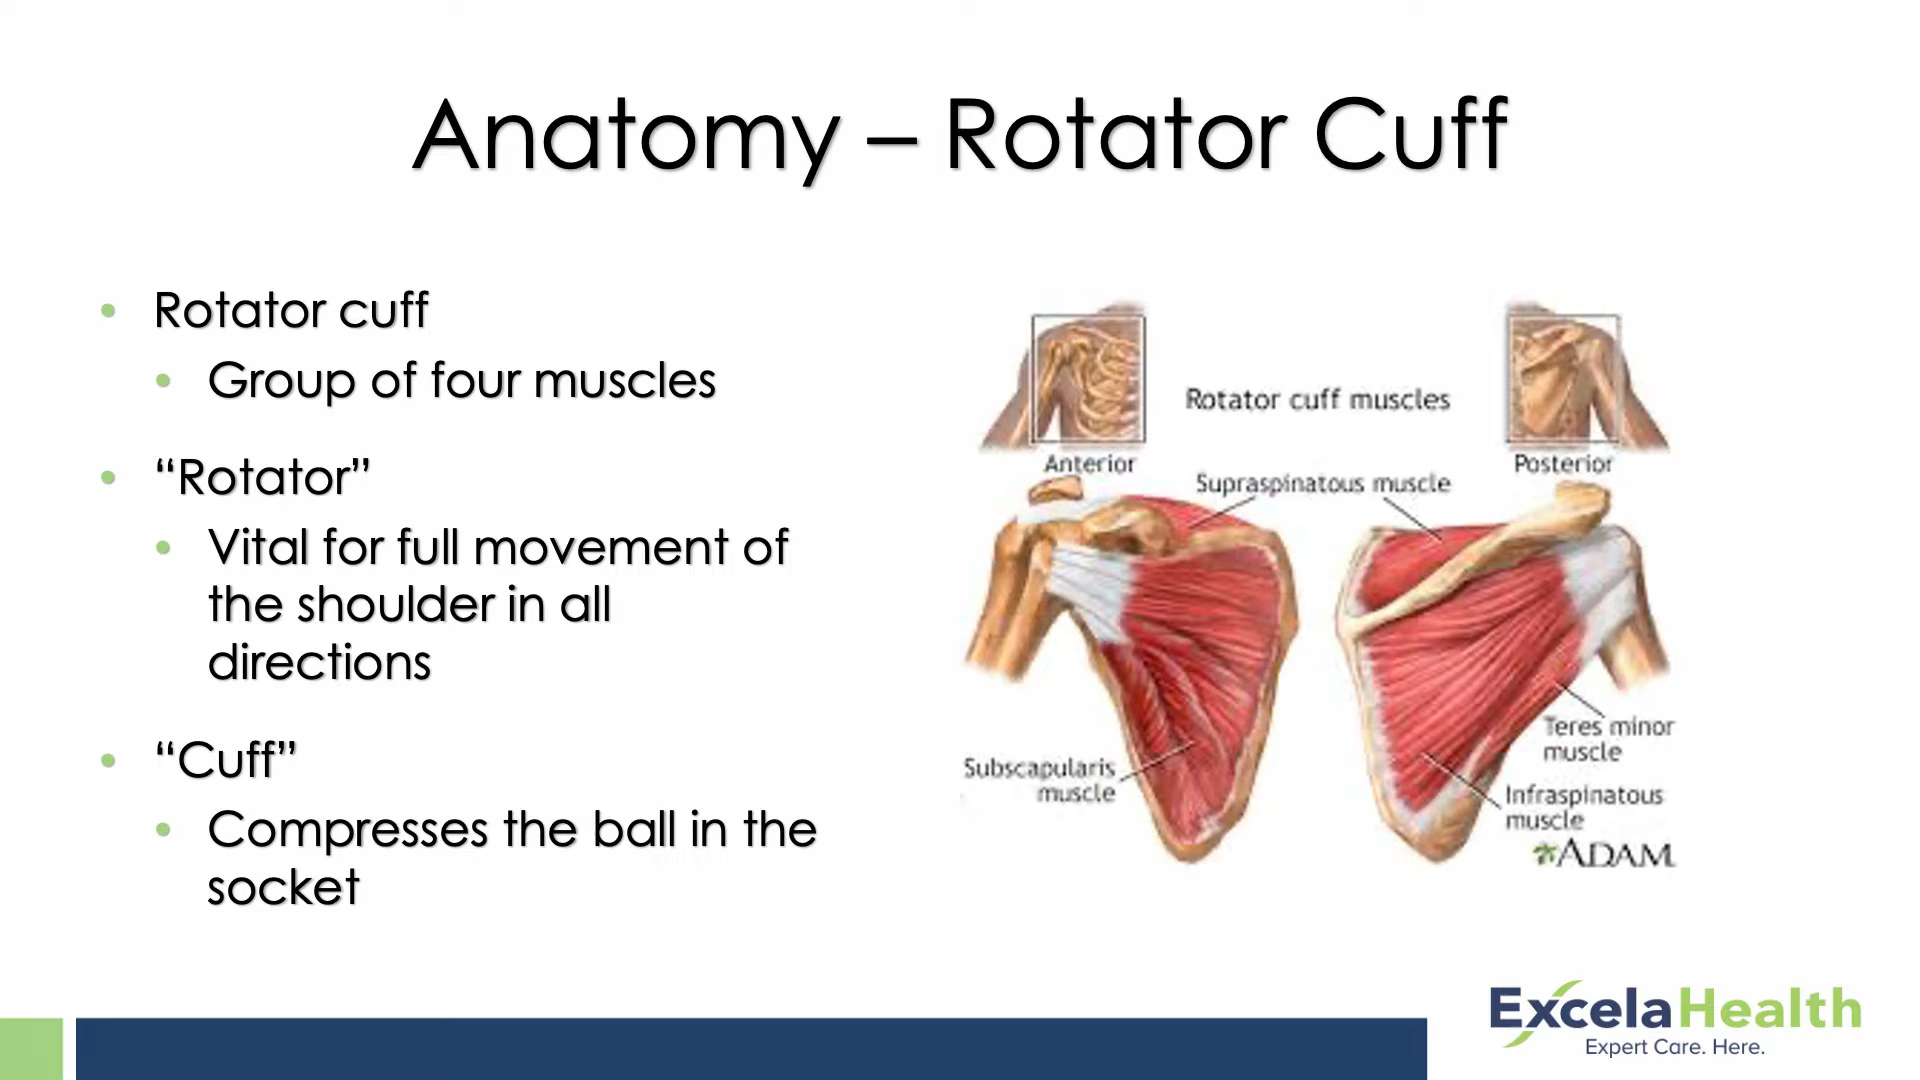 Anatomy – Rotator Cuff
• Rotator cuff
• Group of four muscles
• “Rotator”
• Vital for full movement of
the shoulder in all
directions
• “Cuff”
• Compresses the ball in the
socket
Rotator cuff muscles
Anterior
Posterior
Supraspinatous muscle
Subscapularis
muscle
Teres minor
muscle
Infraspinatous
muscle
ADAM
ExcelaHealth
Expert Care. Here.